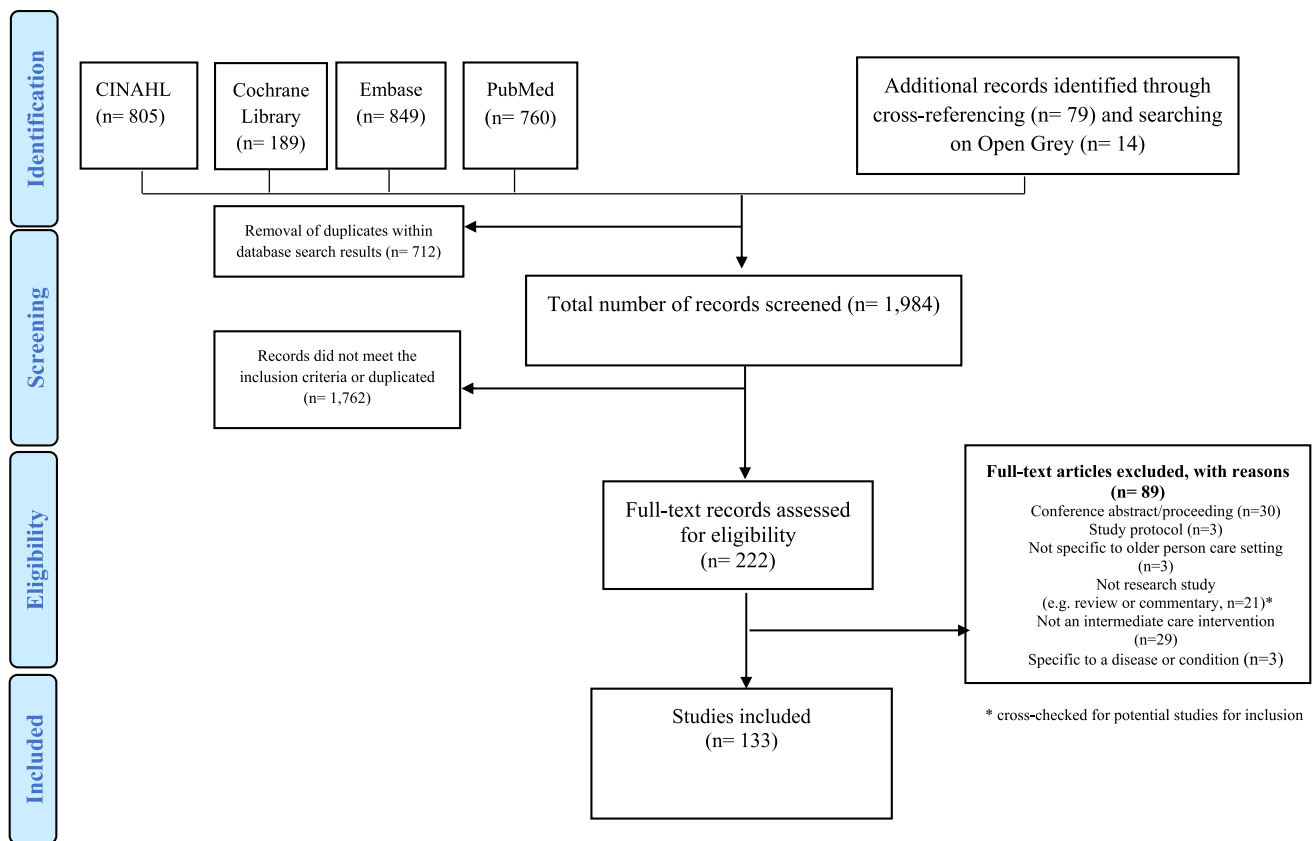 Identification
CINAHL
(n= 805)
Cochrane
Library
(n= 189)
Embase
(n= 849)
PubMed
(n= 760)
Additional records identified through
cross-referencing (n= 79) and searching
on Open Grey (n= 14)
Removal of duplicates within
database search results (n= 712)
Screening
Total number of records screened (n= 1,984)
Records did not meet the
inclusion criteria or duplicated
(n= 1,762)
Eligibility
Full-text records assessed
for eligibility
(n= 222)
Full-text articles excluded, with reasons
(n= 89)
Conference abstract/proceeding (n=30)
Study protocol (n=3)
Not specific to older person care setting
(n=3)
Not research study
(e.g. review or commentary, n=21)*
Not an intermediate care intervention
(n=29)
Specific to a disease or condition (n=3)
* cross-checked for potential studies for inclusion
Included
Studies included
(n= 133)